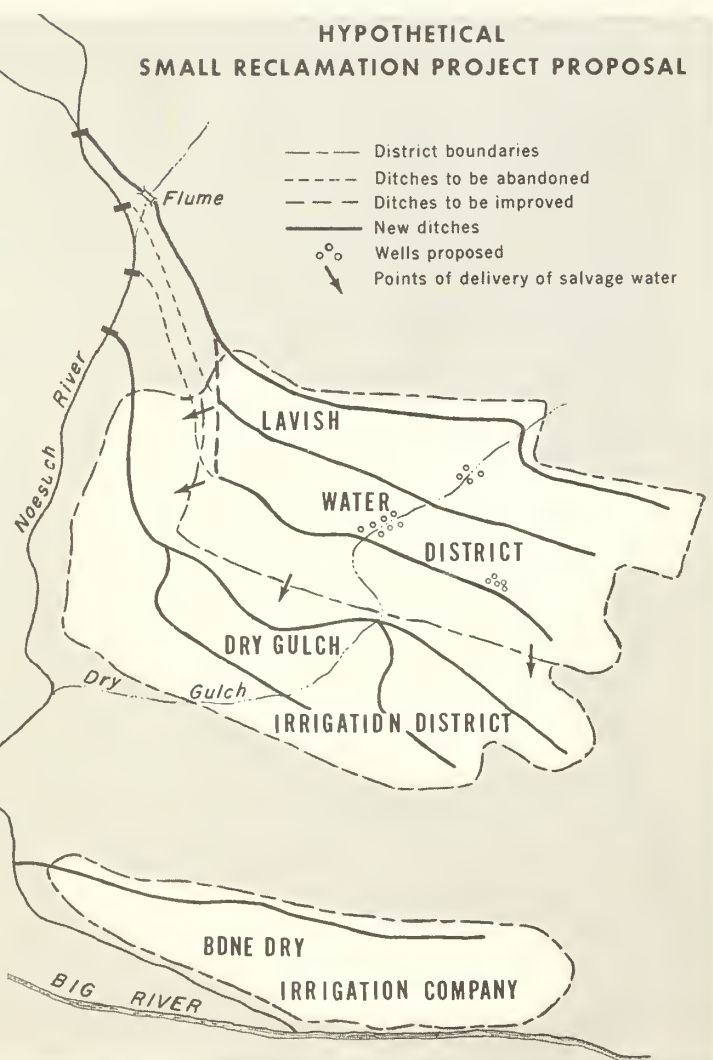 HYPOTHETICAL
SMALL RECLAMATION PROJECT PROPOSAL
District boundaries
Ditches to be abandoned
Ditches to be improved
New ditches
Wells proposed
Points of delivery of salvage water
Flume
Noesuch River
LAVISH
WATER
DISTRICT
DRY GULCH
IRRIGATION DISTRICT
Dry Gulch
BONE DRY
IRRIGATION COMPANY
BIG RIVER